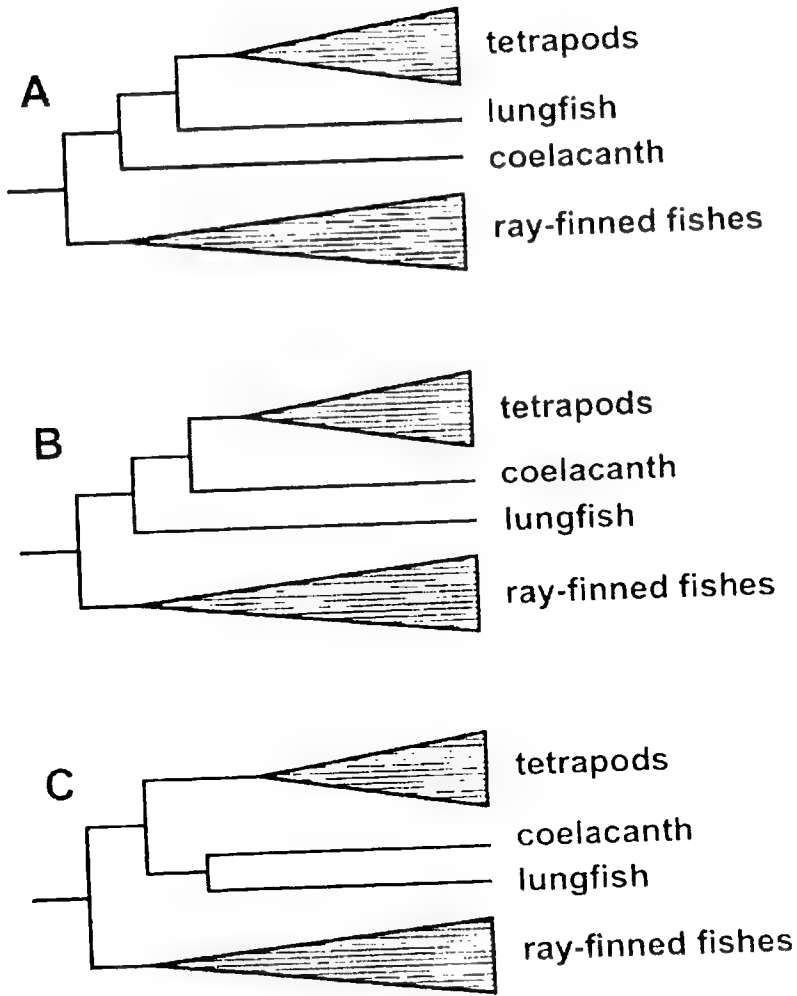 A
tetrapods
lungfish
coelacanth
ray-finned fishes
B
tetrapods
coelacanth
lungfish
ray-finned fishes
C
tetrapods
coelacanth
lungfish
ray-finned fishes